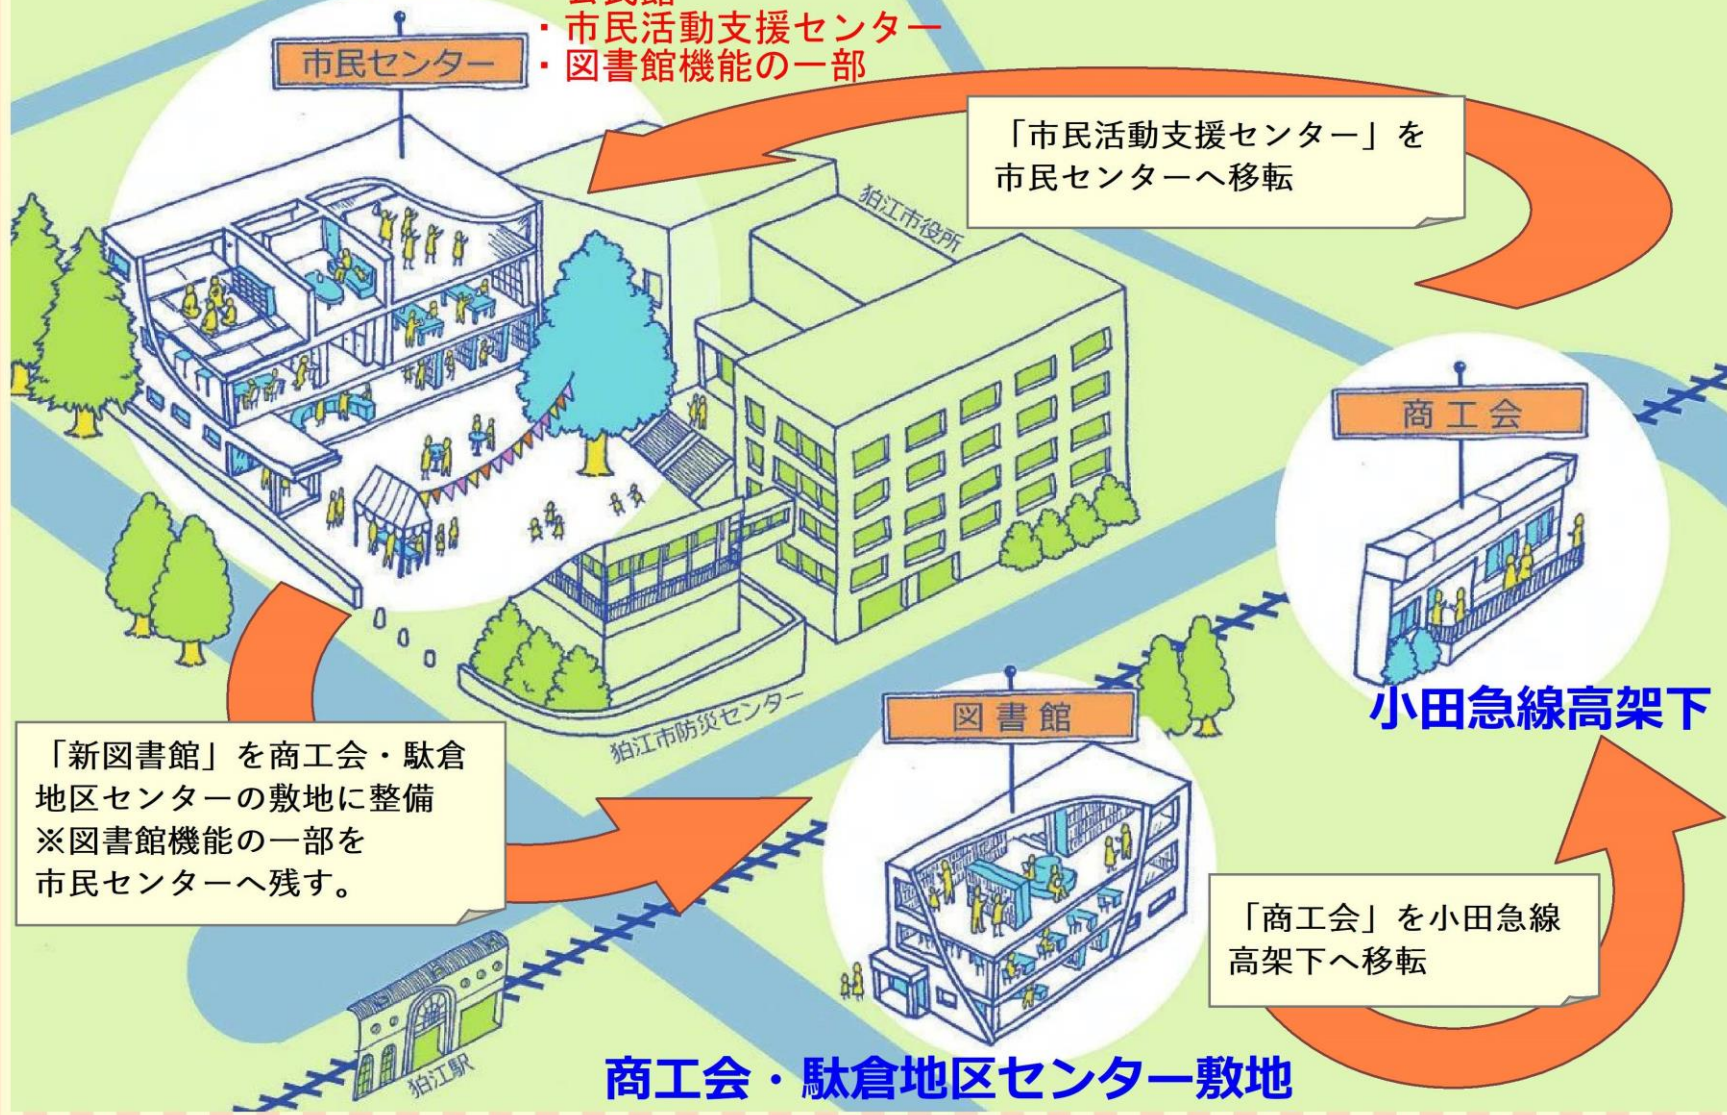 ・市民活動支援センター
・図書館機能の一部
市民センター
「市民活動支援センター」を
市民センターへ移転
狛江市役所
商工会
小田急線高架下
図書館
狛江市防災センター
「新図書館」を商工会・駄倉
地区センターの敷地に整備
※図書館機能の一部を
市民センターへ残す。
「商工会」を小田急線
高架下へ移転
狛江駅
商工会・駄倉地区センター敷地